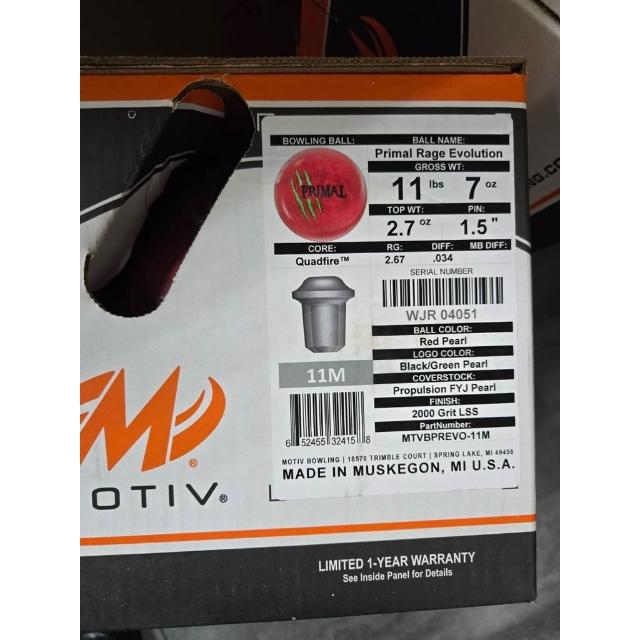 BOWLING BALL:
BALL NAME:
Primal Rage Evolution
GROSS WT:
11 lbs 7 oz
TOP WT: PIN:
2.7 oz 1.5"
PRIMAL
CORE: RG: DIFF: MB DIFF:
Quadfire™ 2.67 .034
SERIAL NUMBER
WJR 04051
BALL COLOR:
Red Pearl
LOGO COLOR:
Black/Green Pearl
COVERSTOCK:
Propulsion FYJ Pearl
FINISH:
2000 Grit LSS
PartNumber:
MTVBPREVO-11M
11M
6 52455 32415 8
MOTIV BOWLING | 18570 TRIMBLE COURT | SPRING LAKE, MI 49456
MADE IN MUSKEGON, MI U.S.A.
M®
OTIV®
LIMITED 1-YEAR WARRANTY
See Inside Panel for Details
NG.CO